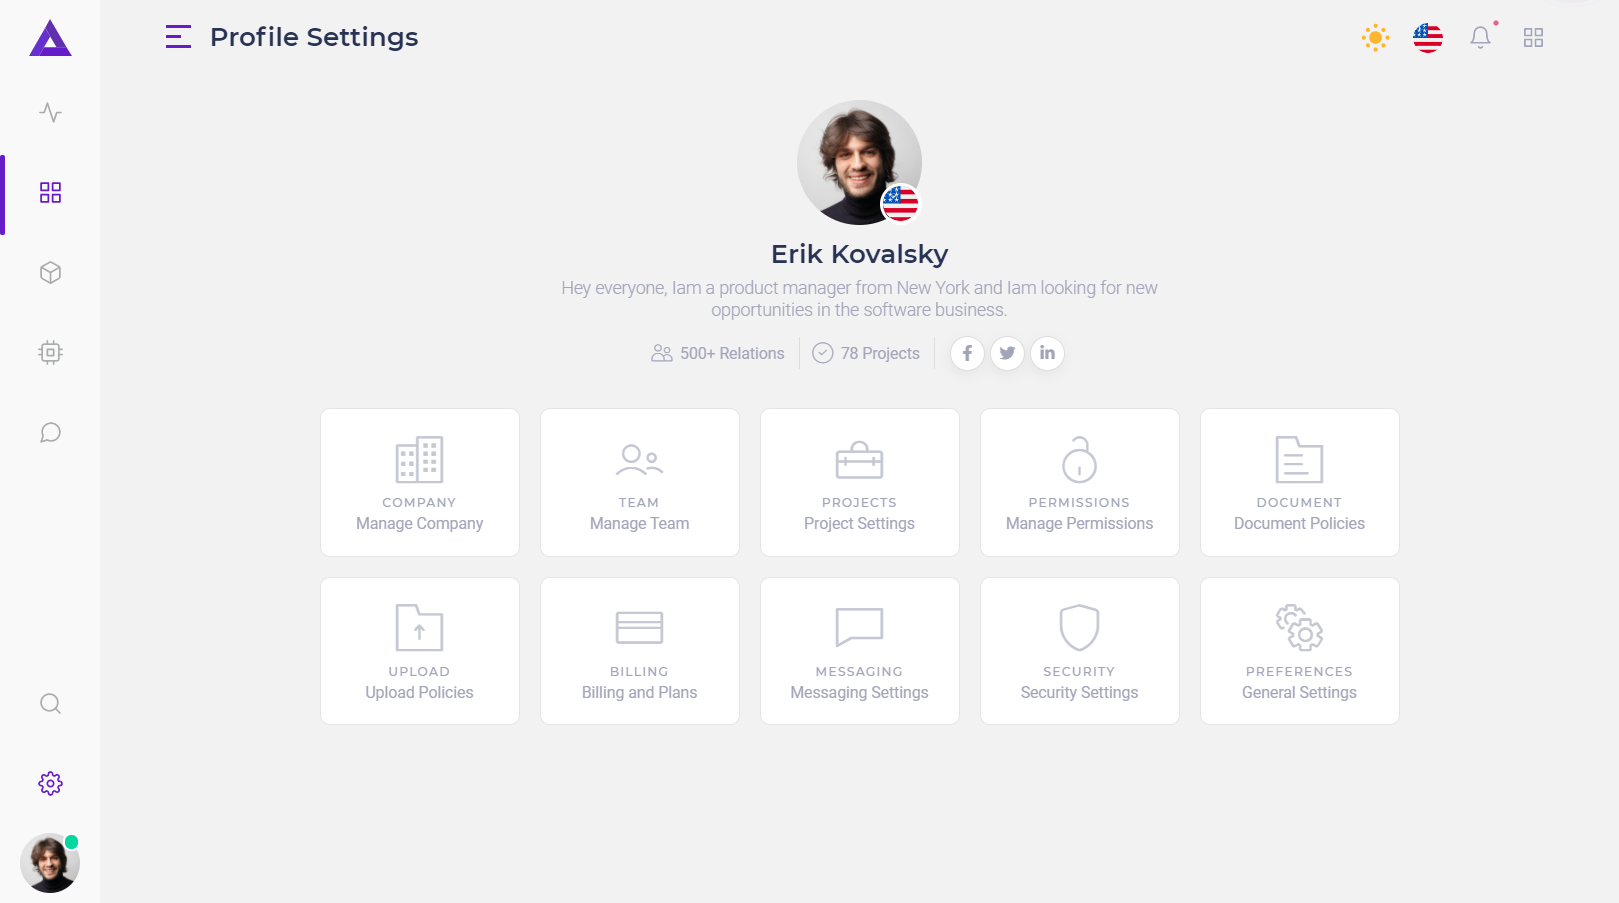 Profile Settings
Erik Kovalsky
Hey everyone, Iam a product manager from New York and Iam looking for new
opportunities in the software business.
500+ Relations
78 Projects
COMPANY
Manage Company
TEAM
Manage Team
PROJECTS
Project Settings
PERMISSIONS
Manage Permissions
DOCUMENT
Document Policies
UPLOAD
Upload Policies
BILLING
Billing and Plans
MESSAGING
Messaging Settings
SECURITY
Security Settings
PREFERENCES
General Settings